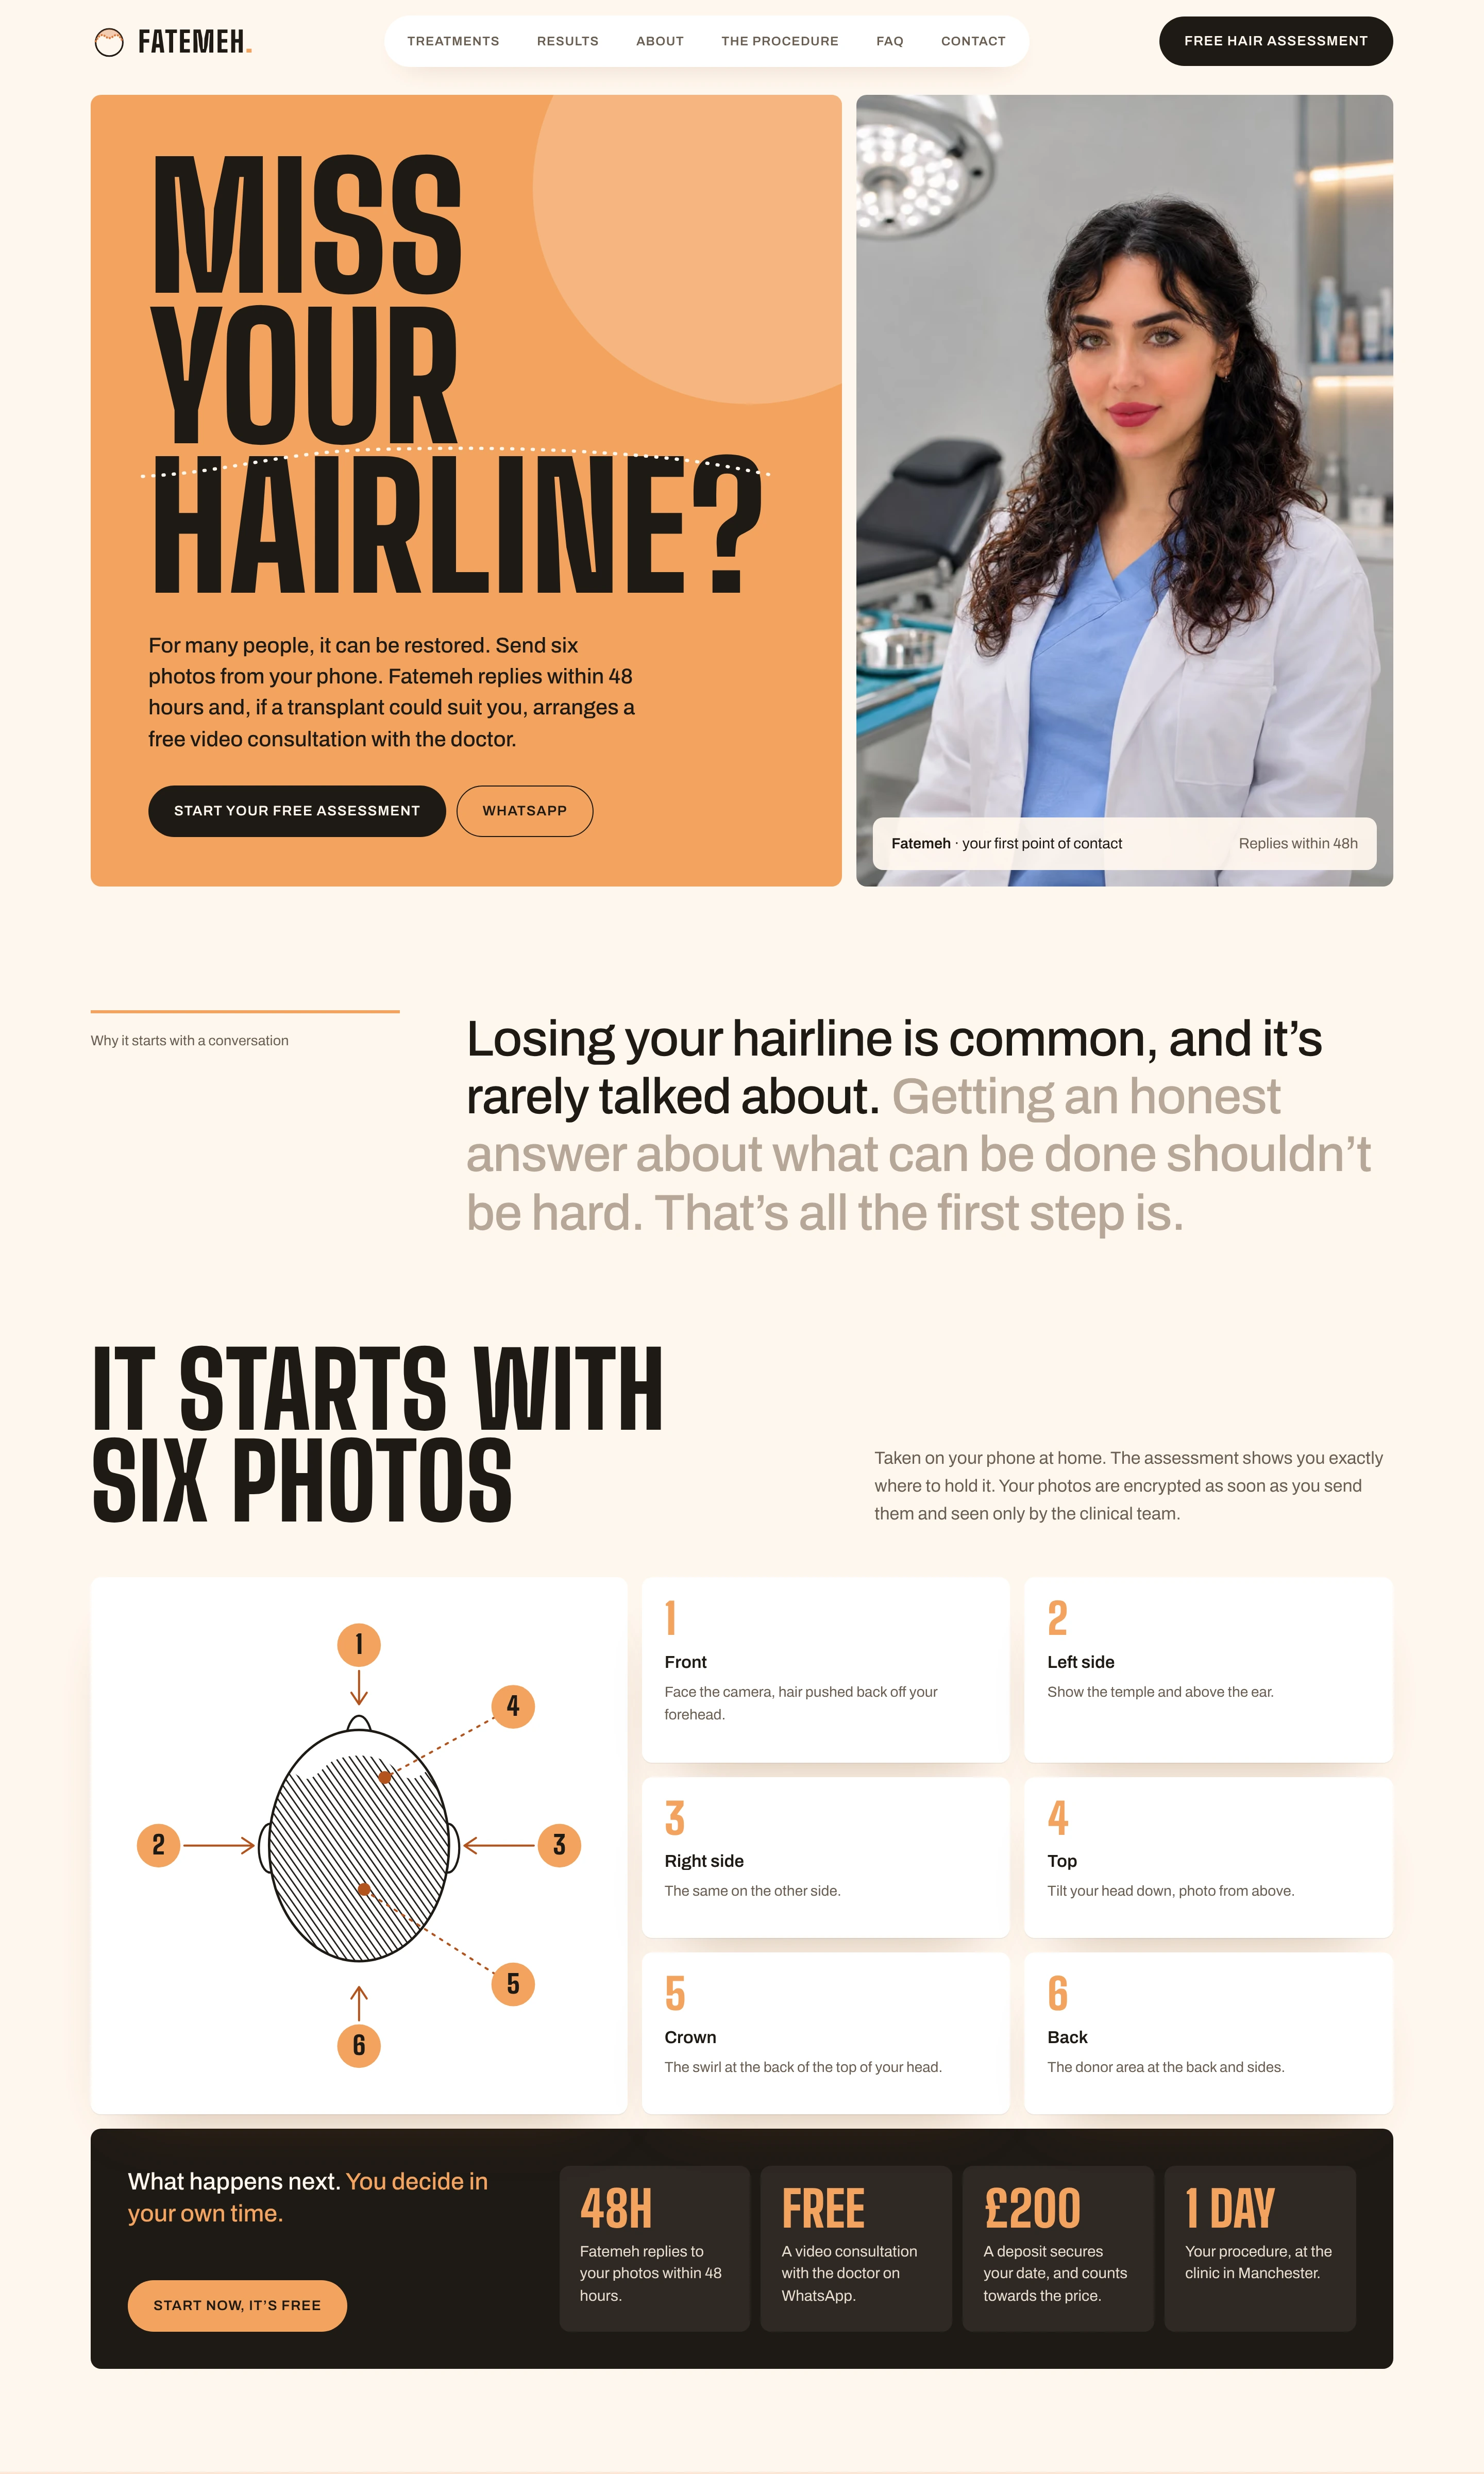 FATEMEH.
TREATMENTS
RESULTS
ABOUT
THE PROCEDURE
FAQ
CONTACT
FREE HAIR ASSESSMENT
MISS
YOUR
HAIRLINE?
For many people, it can be restored. Send six
photos from your phone. Fatemeh replies within 48
hours and, if a transplant could suit you, arranges a
free video consultation with the doctor.
START YOUR FREE ASSESSMENT
WHATSAPP
Fatemeh · your first point of contact
Replies within 48h
Why it starts with a conversation
Losing your hairline is common, and it’s
rarely talked about. Getting an honest
answer about what can be done shouldn’t
be hard. That’s all the first step is.
IT STARTS WITH
SIX PHOTOS
Taken on your phone at home. The assessment shows you exactly
where to hold it. Your photos are encrypted as soon as you send
them and seen only by the clinical team.
1
4
2
3
5
6
1
Front
Face the camera, hair pushed back off your
forehead.
2
Left side
Show the temple and above the ear.
3
Right side
The same on the other side.
4
Top
Tilt your head down, photo from above.
5
Crown
The swirl at the back of the top of your head.
6
Back
The donor area at the back and sides.
What happens next. You decide in
your own time.
START NOW, IT’S FREE
48H
Fatemeh replies to
your photos within 48
hours.
FREE
A video consultation
with the doctor on
WhatsApp.
£200
A deposit secures
your date, and counts
towards the price.
1 DAY
Your procedure, at the
clinic in Manchester.